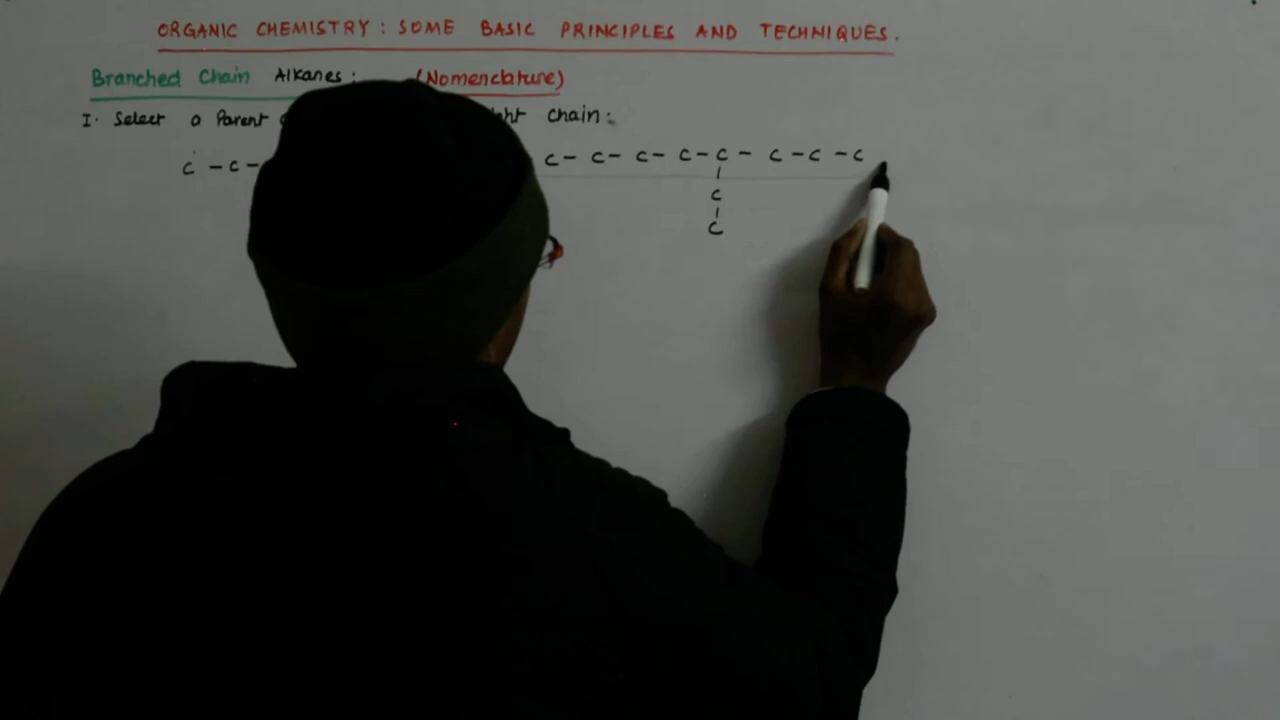 ORGANIC CHEMISTRY : SOME BASIC PRINCIPLES AND TECHNIQUES.
Branched Chain Alkanes : (Nomenclature)
I. Select a Parent chain:
C - C - C - C - C - C - C - C - C - C
C
C